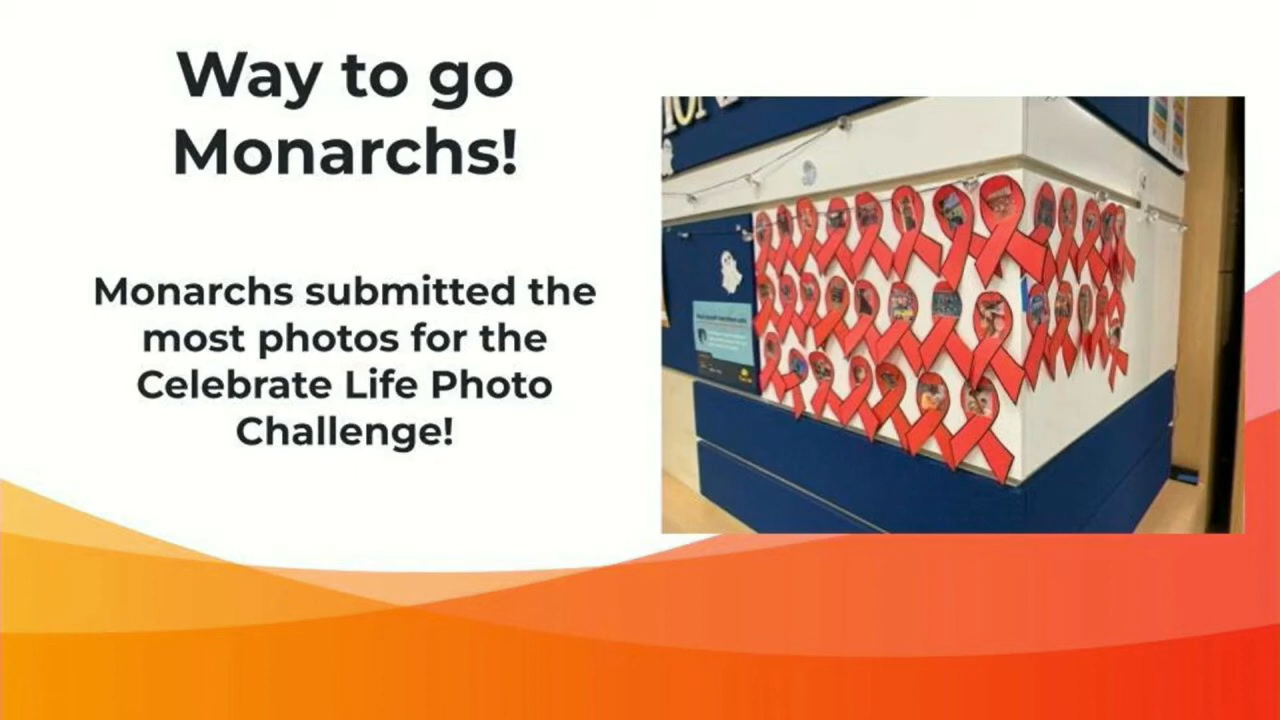 Way to go
Monarchs!
Monarchs submitted the
most photos for the
Celebrate Life Photo
Challenge!